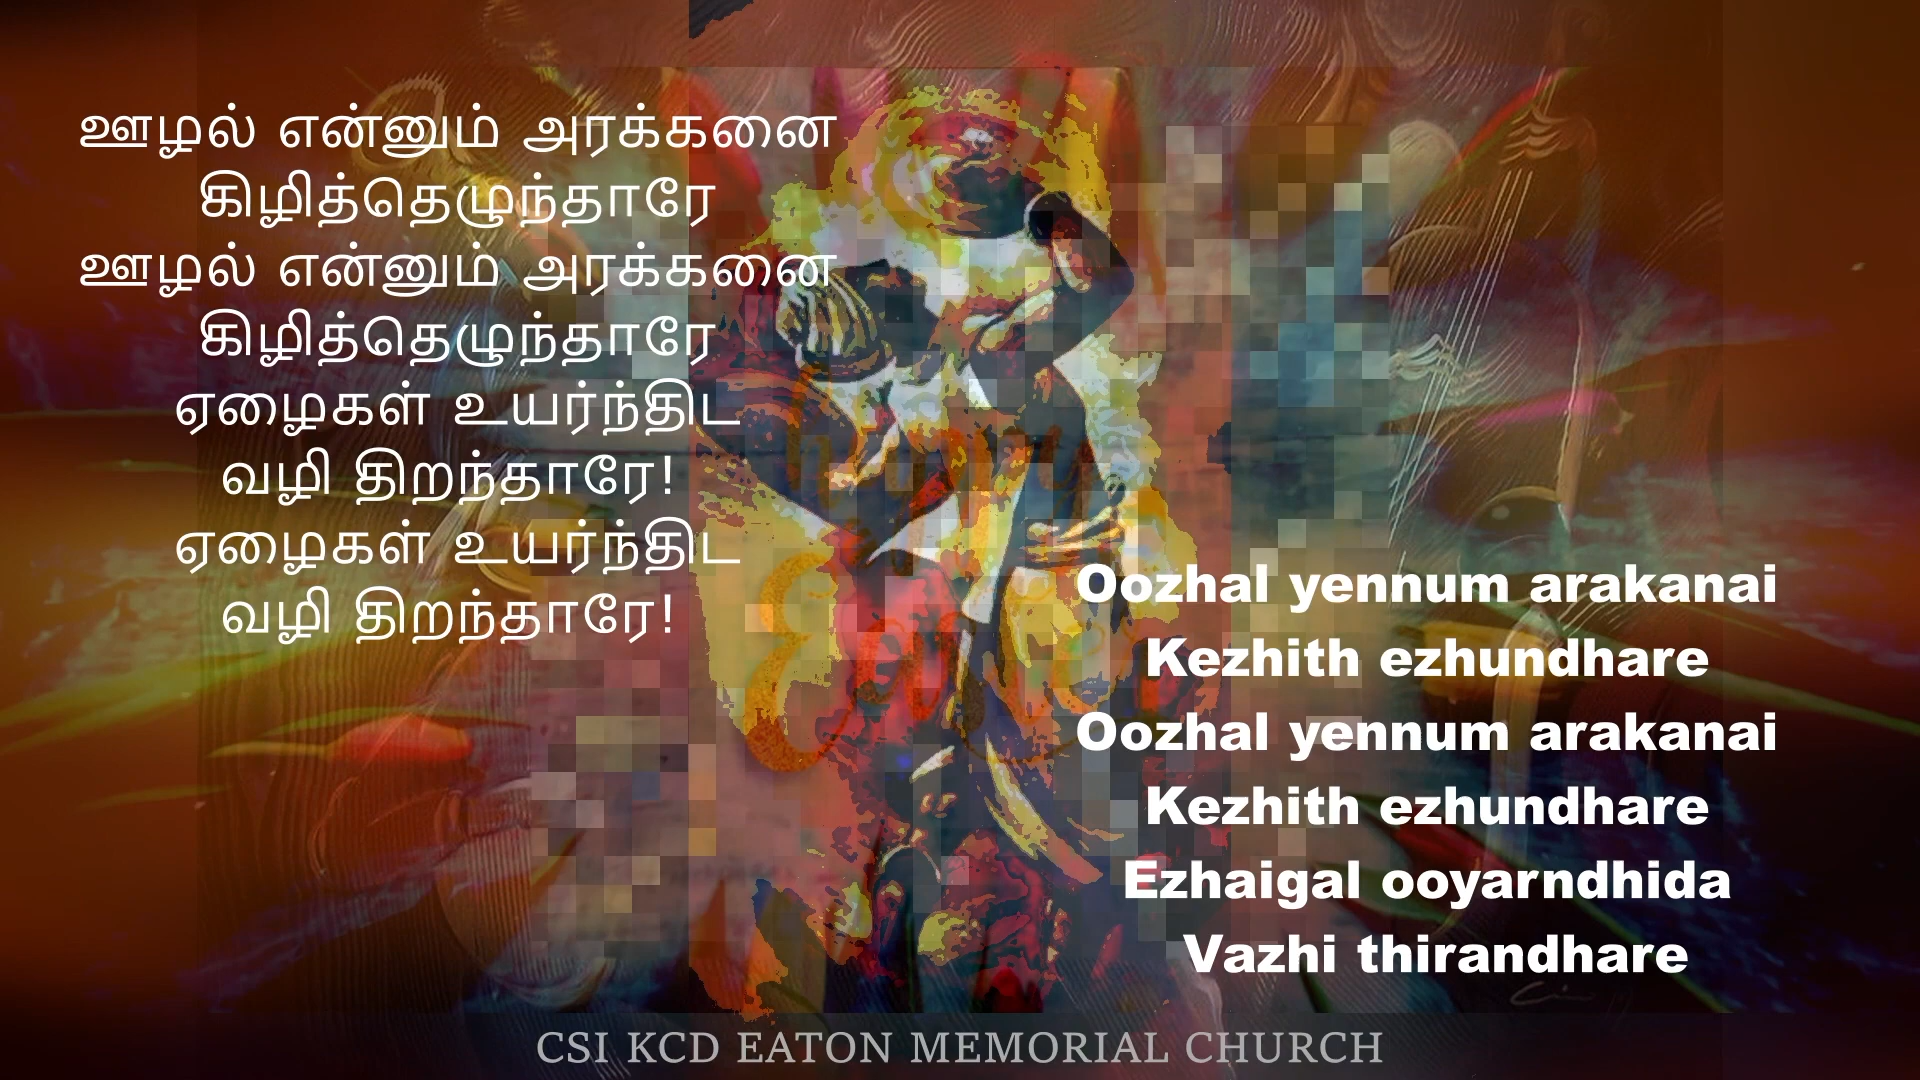 ஊழல் என்னும் அரக்கனை
கிழித்தெழுந்தாரே
ஊழல் என்னும் அரக்கனை
கிழித்தெழுந்தாரே
ஏழைகள் உயர்ந்திட
வழி திறந்தாரே!
ஏழைகள் உயர்ந்திட
வழி திறந்தாரே!
Oozhal yennum arakanai
Kezhith ezhundhare
Oozhal yennum arakanai
Kezhith ezhundhare
Ezhaigal ooyarndhida
Vazhi thirandhare
CSI KCD EATON MEMORIAL CHURCH